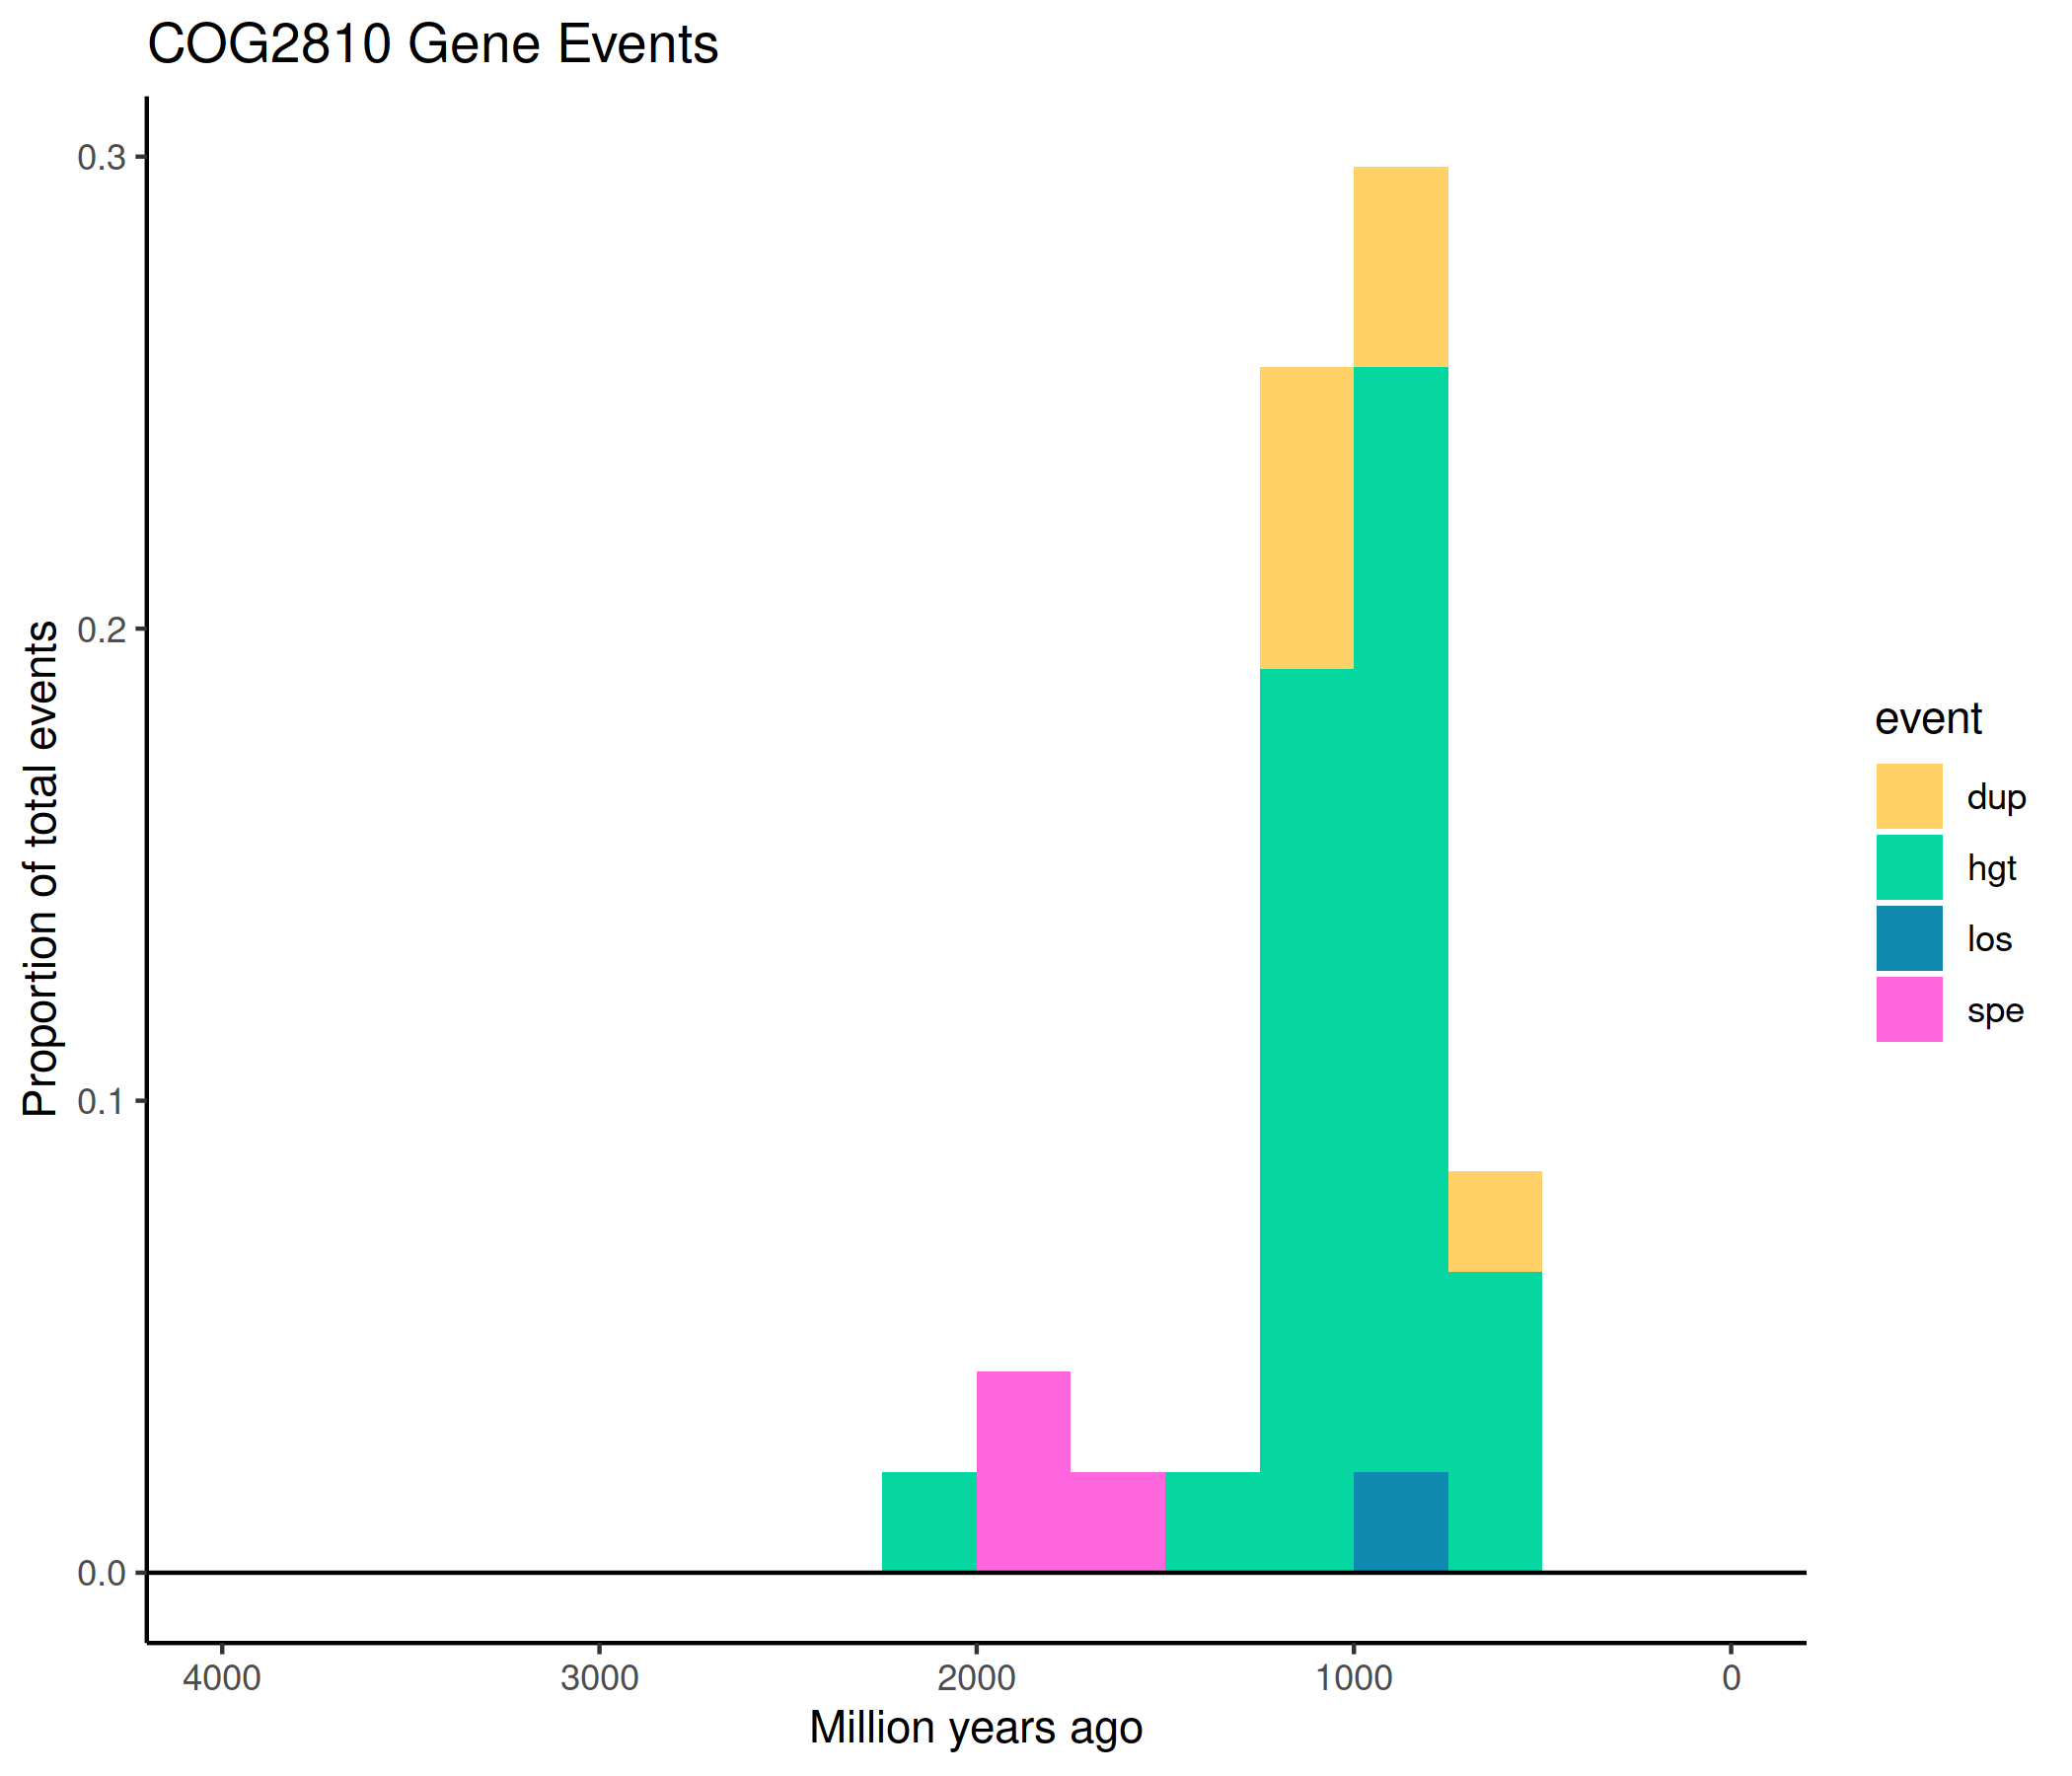 COG2810 Gene Events
0.3
0.2
0.1
0.0
Proportion of total events
4000 3000 2000 1000 0
Million years ago
event
dup
hgt
los
spe